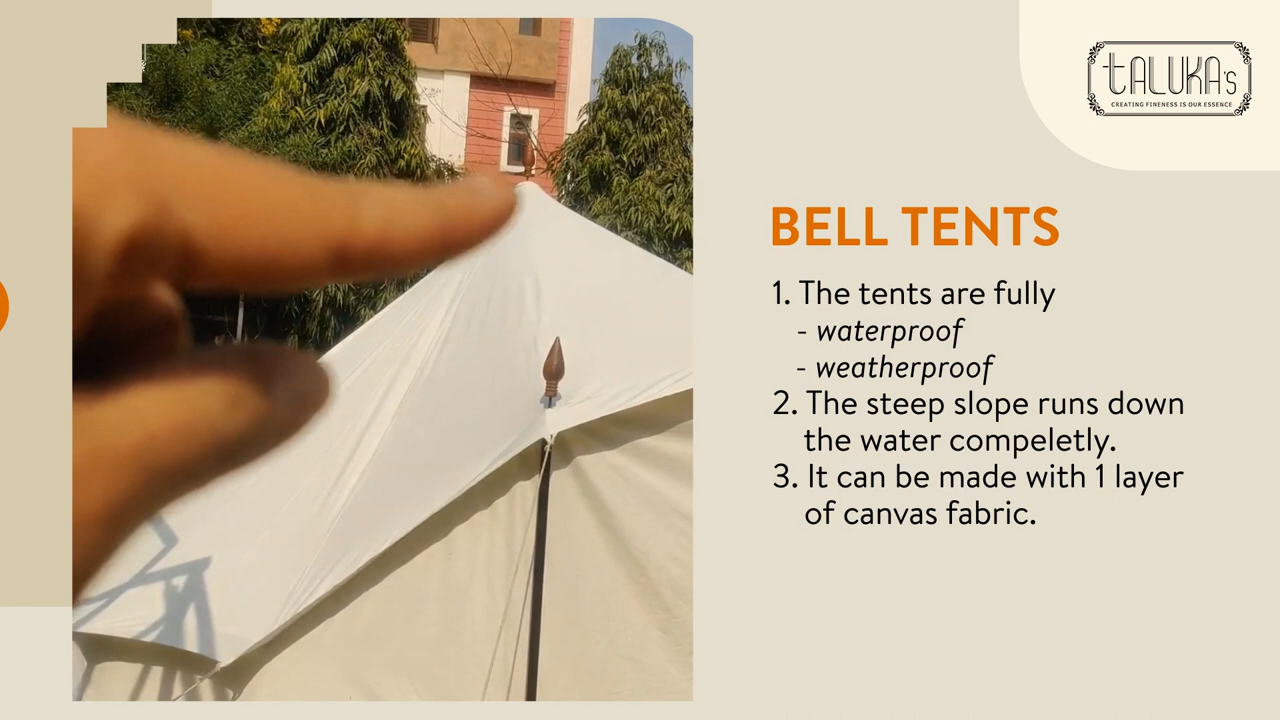 tALUKA's
CREATING FINENESS IS OUR ESSENCE
BELL TENTS
1. The tents are fully
- waterproof
- weatherproof
2. The steep slope runs down
the water compeletly.
3. It can be made with 1 layer
of canvas fabric.